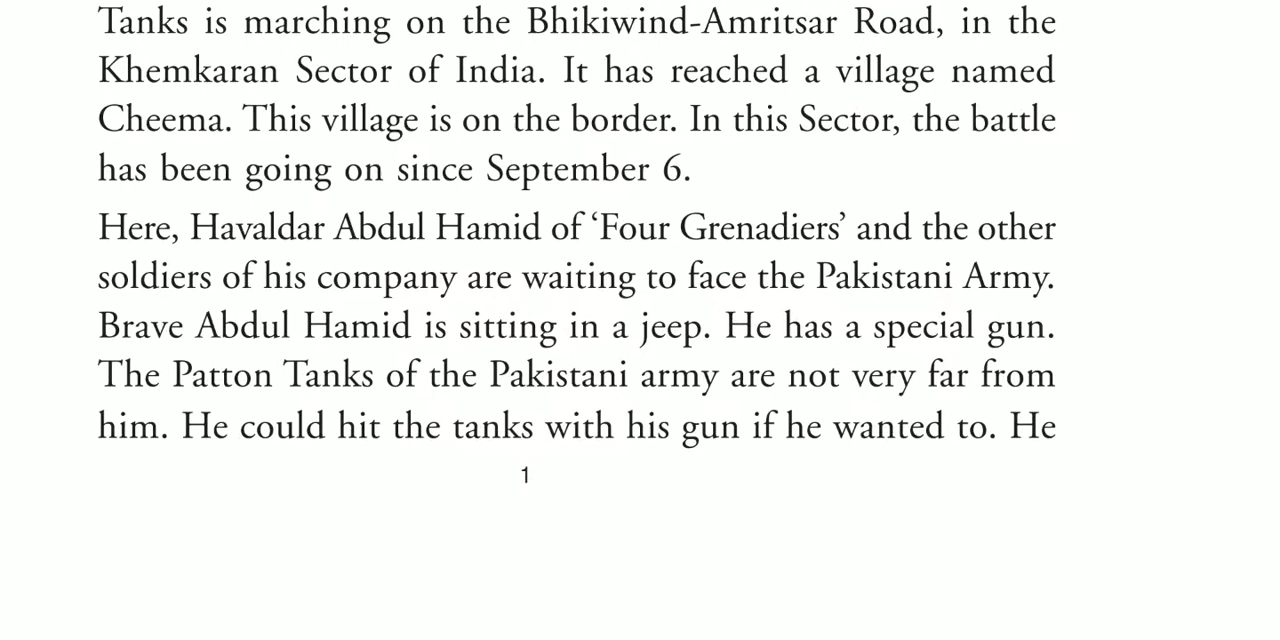 Tanks is marching on the Bhikiwind-Amritsar Road, in the
Khemkaran Sector of India. It has reached a village named
Cheema. This village is on the border. In this Sector, the battle
has been going on since September 6.
Here, Havaldar Abdul Hamid of ‘Four Grenadiers’ and the other
soldiers of his company are waiting to face the Pakistani Army.
Brave Abdul Hamid is sitting in a jeep. He has a special gun.
The Patton Tanks of the Pakistani army are not very far from
him. He could hit the tanks with his gun if he wanted to. He
1